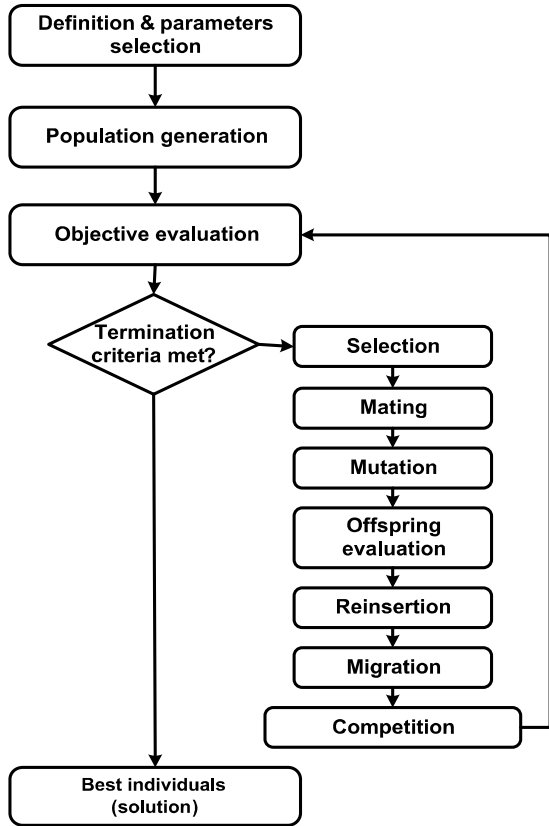 Definition & parameters
selection
Population generation
Objective evaluation
Termination
criteria met?
Selection
Mating
Mutation
Offspring
evaluation
Reinsertion
Migration
Competition
Best individuals
(solution)